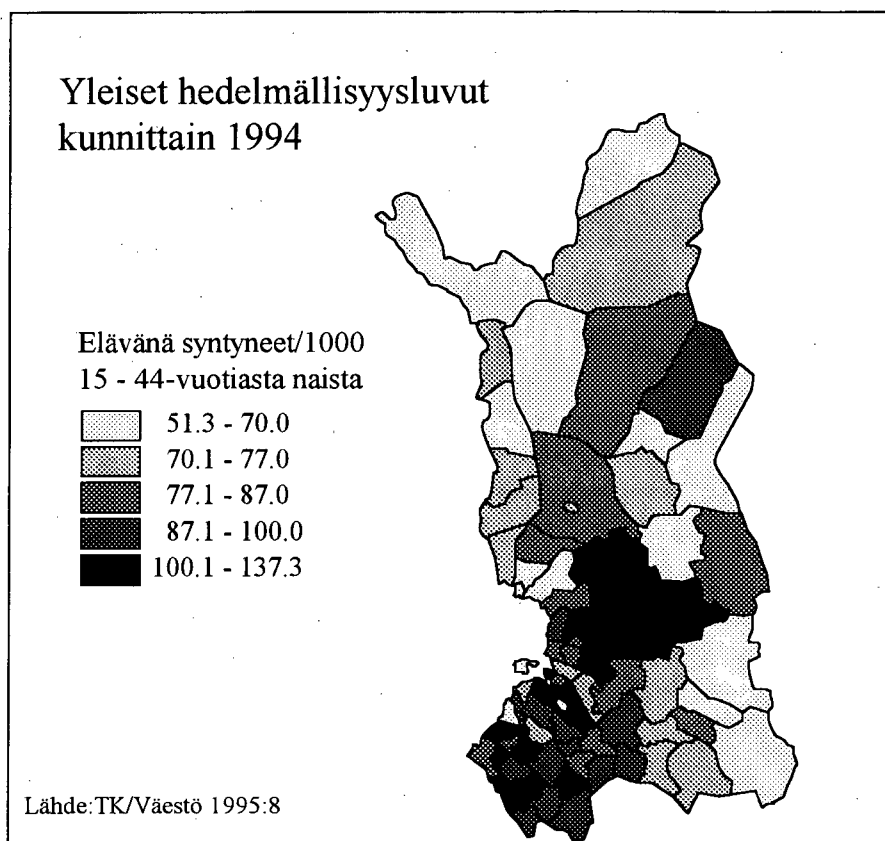 Yleiset hedelmällisyysluvut
kunnittain 1994
Elävänä syntyneet/1000
15 - 44-vuotiasta naista
51.3 - 70.0
70.1 - 77.0
77.1 - 87.0
87.1 - 100.0
100.1 - 137.3
Lähde:TK/Väestö 1995:8